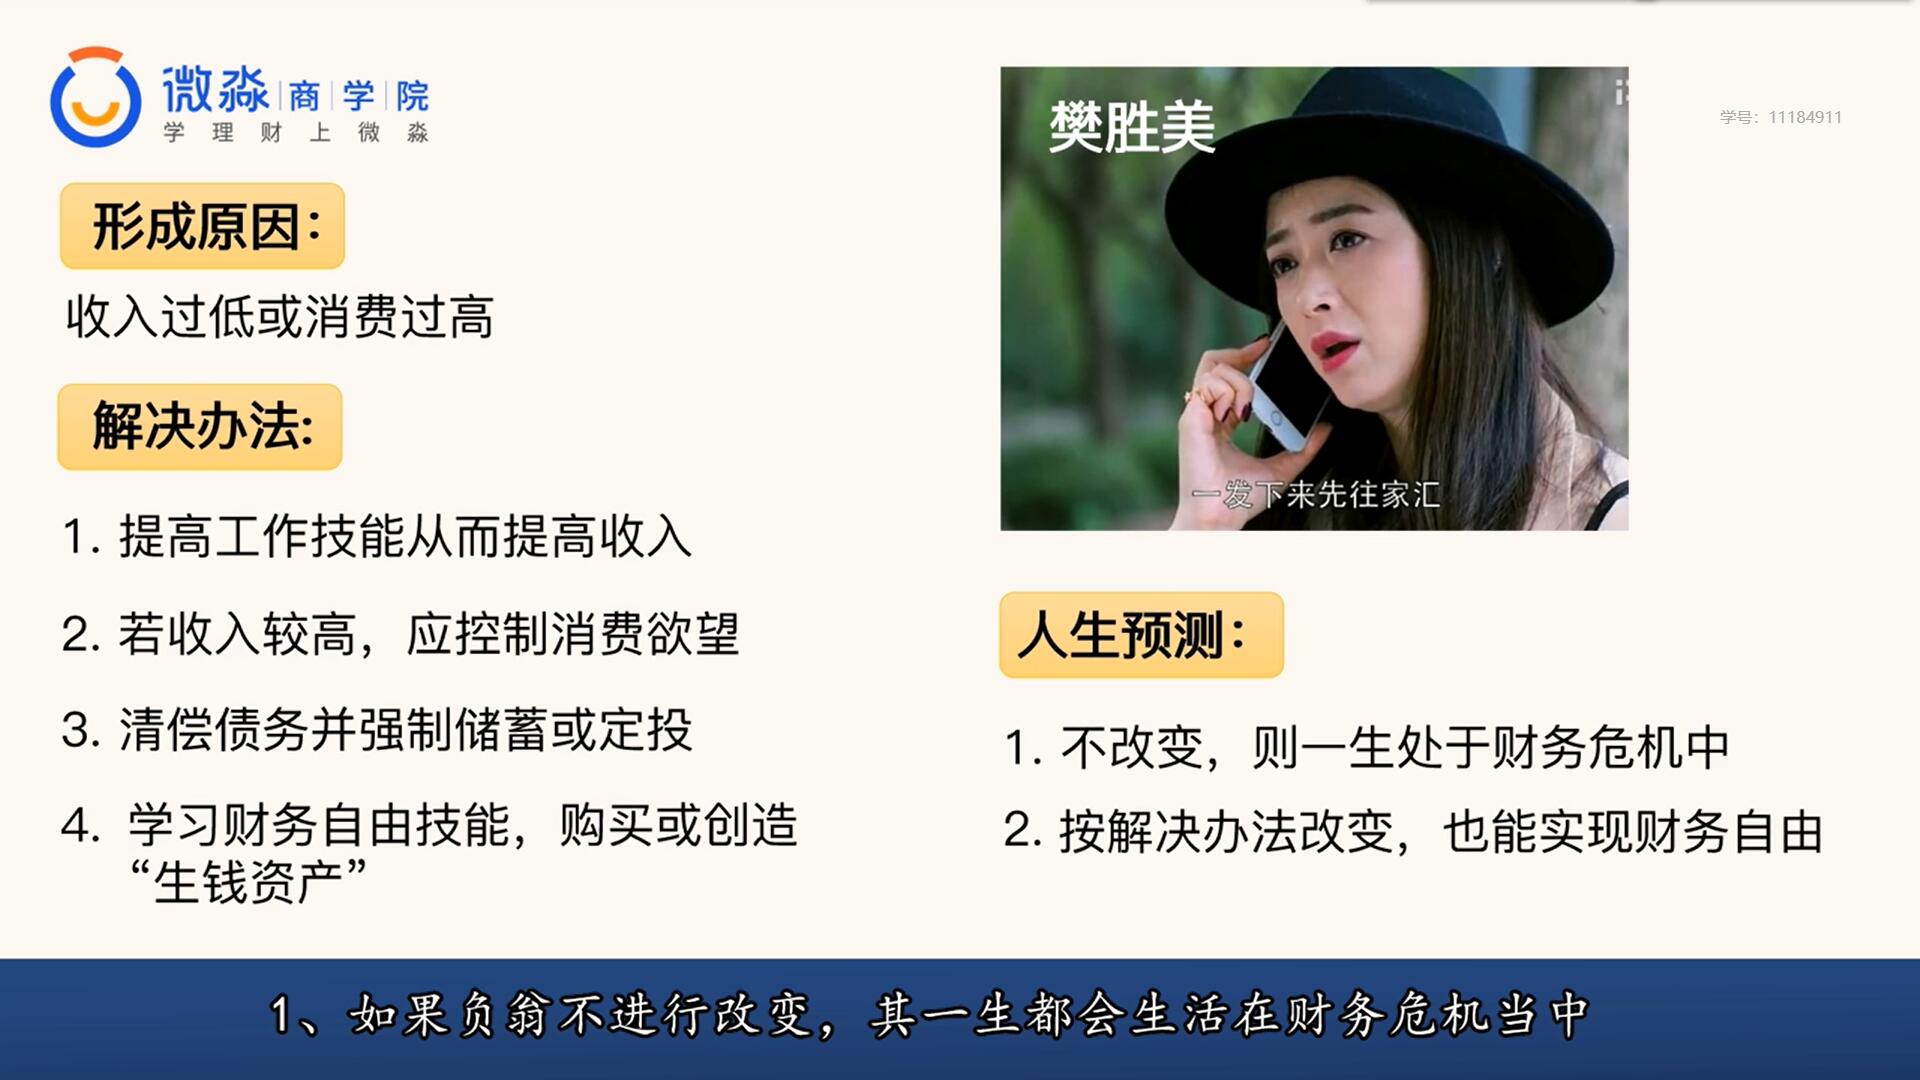 微淼 商 学 院
学理财上微淼
形成原因：
收入过低或消费过高
解决办法:
1. 提高工作技能从而提高收入
2. 若收入较高，应控制消费欲望
3. 清偿债务并强制储蓄或定投
4. 学习财务自由技能，购买或创造
“生钱资产”
樊胜美
一发下来先往家汇
学号：11184911
人生预测：
1. 不改变，则一生处于财务危机中
2. 按解决办法改变，也能实现财务自由
1、如果负翁不进行改变，其一生都会生活在财务危机当中